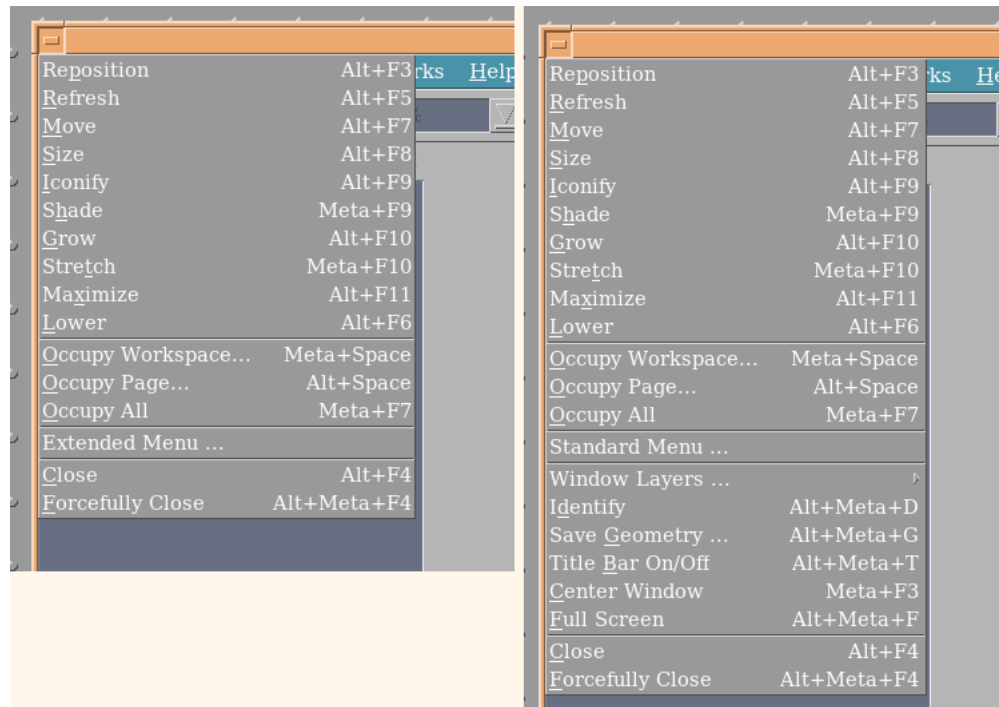 Reposition Alt+F3
Refresh Alt+F5
Move Alt+F7
Size Alt+F8
Iconify Alt+F9
Shade Meta+F9
Grow Alt+F10
Stretch Meta+F10
Maximize Alt+F11
Lower Alt+F6
Occupy Workspace... Meta+Space
Occupy Page... Alt+Space
Occupy All Meta+F7
Extended Menu ...
Close Alt+F4
Forcefully Close Alt+Meta+F4
rks Help
Reposition Alt+F3
Refresh Alt+F5
Move Alt+F7
Size Alt+F8
Iconify Alt+F9
Shade Meta+F9
Grow Alt+F10
Stretch Meta+F10
Maximize Alt+F11
Lower Alt+F6
Occupy Workspace... Meta+Space
Occupy Page... Alt+Space
Occupy All Meta+F7
Standard Menu ...
Window Layers ...
Identify Alt+Meta+D
Save Geometry ... Alt+Meta+G
Title Bar On/Off Alt+Meta+T
Center Window Meta+F3
Full Screen Alt+Meta+F
Close Alt+F4
Forcefully Close Alt+Meta+F4
ks He